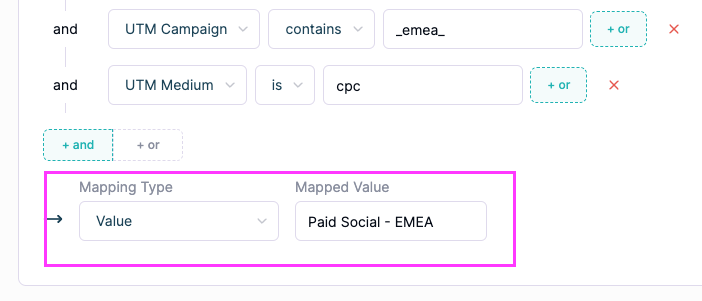 and UTM Campaign contains _emea_ + or
and UTM Medium is cpc + or
+ and + or
Mapping Type Mapped Value
Value Paid Social - EMEA